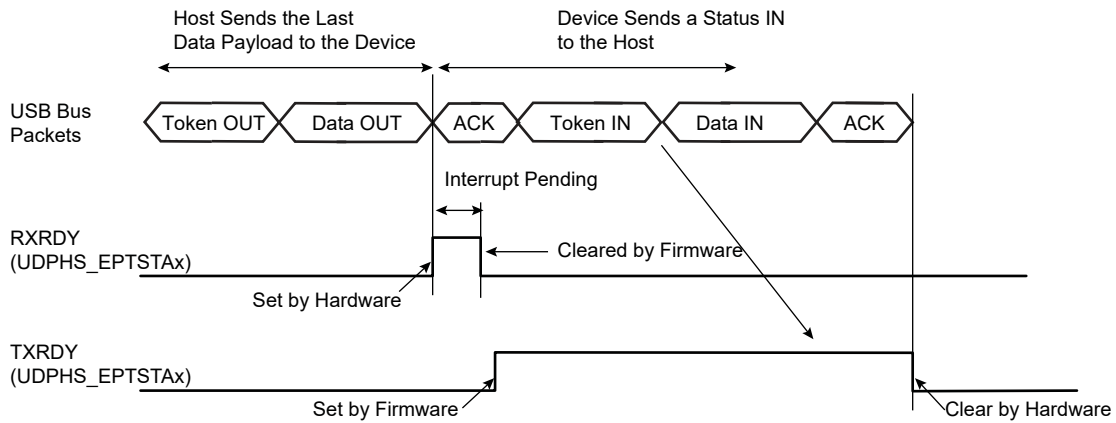 Host Sends the Last
Data Payload to the Device
Device Sends a Status IN
to the Host
USB Bus
Packets
Token OUT
Data OUT
ACK
Token IN
Data IN
ACK
Interrupt Pending
RXRDY
(UDPHS_EPTSTAx)
Cleared by Firmware
Set by Hardware
TXRDY
(UDPHS_EPTSTAx)
Set by Firmware
Clear by Hardware